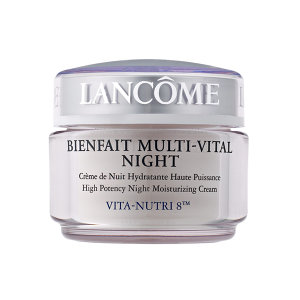 LANCÔME
BIENFAIT MULTI-VITAL
NIGHT
Crème de Nuit Hydratante Haute Puissance
High Potency Night Moisturizing Cream
VITA-NUTRI 8™